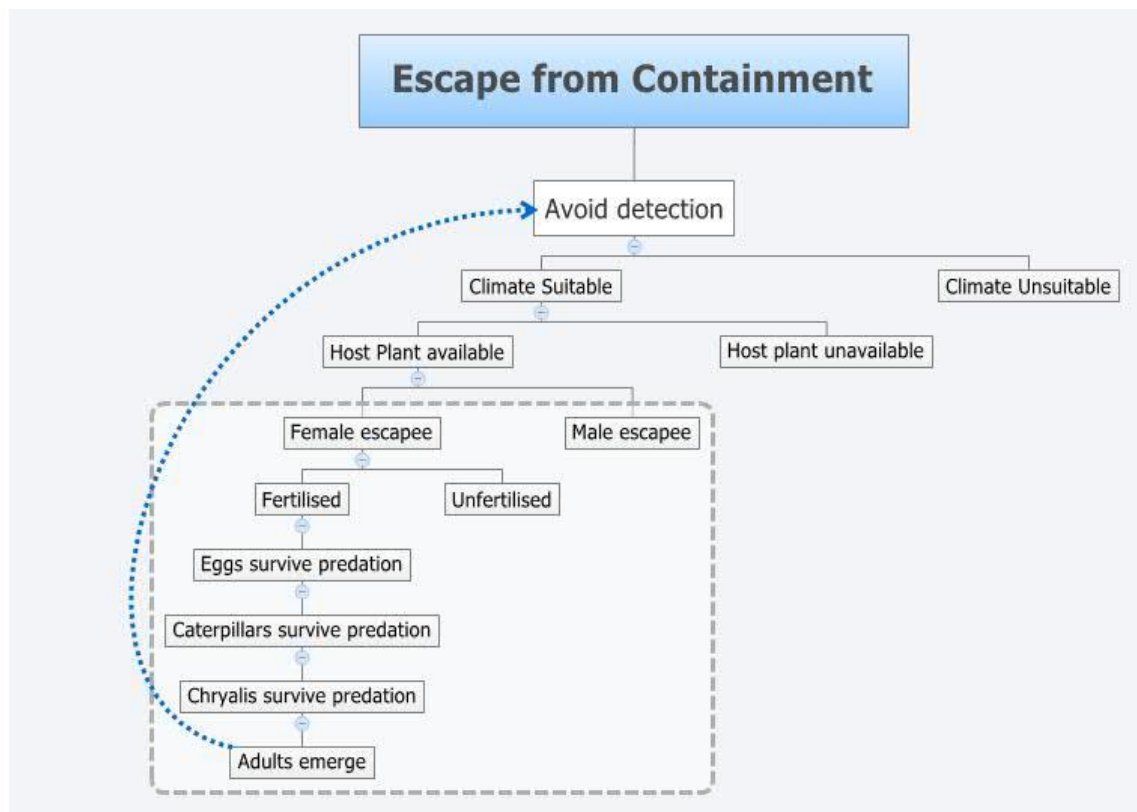 Escape from Containment
Avoid detection
Climate Suitable
Climate Unsuitable
Host Plant available
Host plant unavailable
Female escapee
Male escapee
Fertilised
Unfertilised
Eggs survive predation
Caterpillars survive predation
Chryalis survive predation
Adults emerge